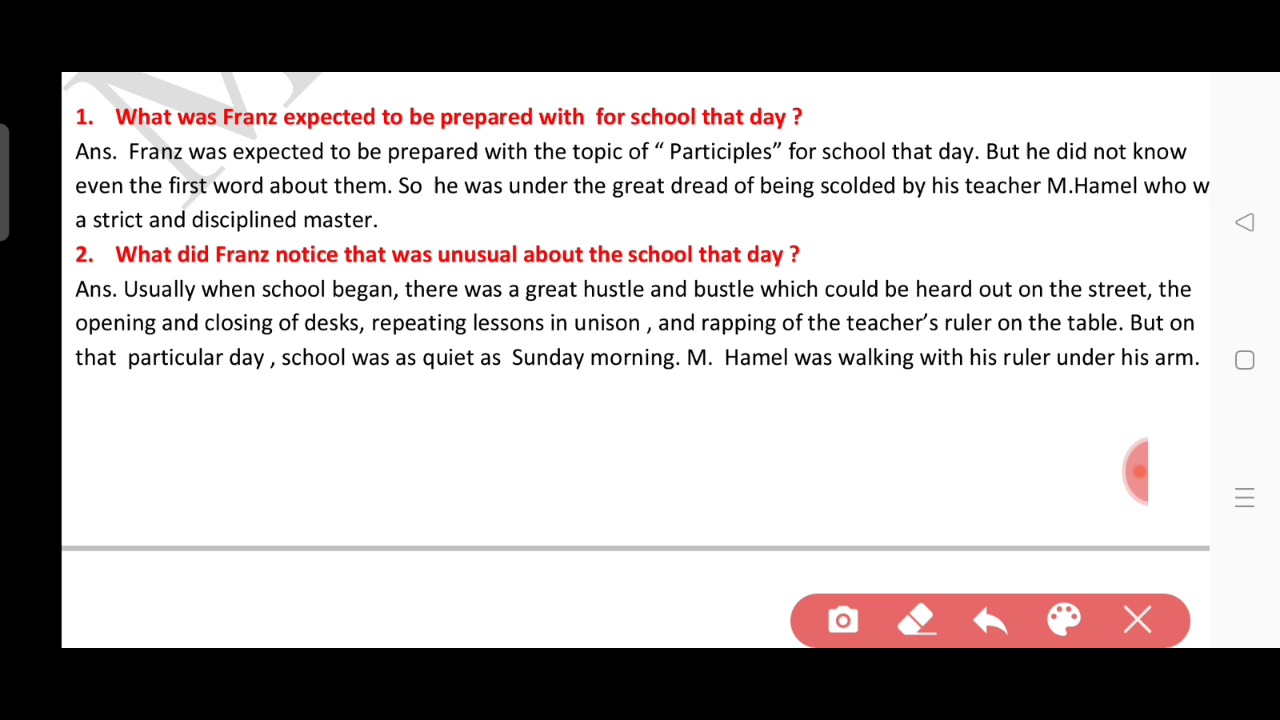 1. What was Franz expected to be prepared with for school that day ?
Ans. Franz was expected to be prepared with the topic of “ Participles” for school that day. But he did not know
even the first word about them. So he was under the great dread of being scolded by his teacher M.Hamel who w
a strict and disciplined master.
2. What did Franz notice that was unusual about the school that day ?
Ans. Usually when school began, there was a great hustle and bustle which could be heard out on the street, the
opening and closing of desks, repeating lessons in unison , and rapping of the teacher’s ruler on the table. But on
that particular day , school was as quiet as Sunday morning. M. Hamel was walking with his ruler under his arm.